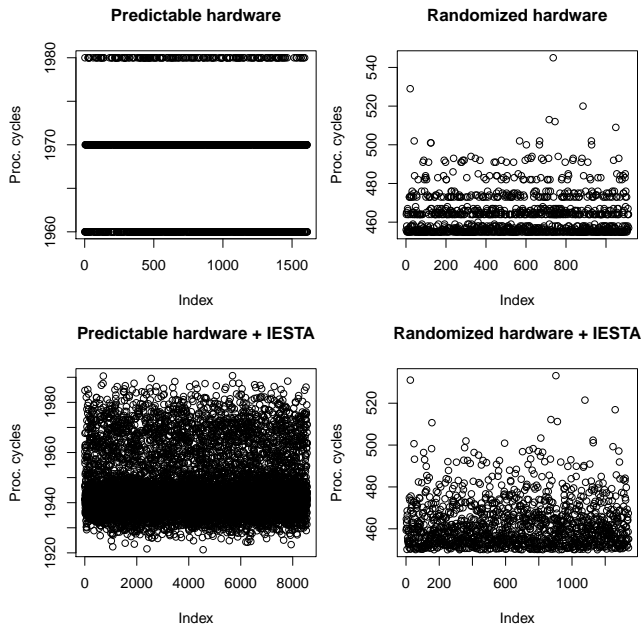 Predictable hardware
Proc. cycles
1960 1970 1980
0 500 1000 1500
Index
Randomized hardware
Proc. cycles
460 480 500 520 540
0 200 400 600 800
Index
Predictable hardware + IESTA
Proc. cycles
1920 1940 1960 1980
0 2000 4000 6000 8000
Index
Randomized hardware + IESTA
Proc. cycles
460 480 500 520
0 200 600 1000
Index